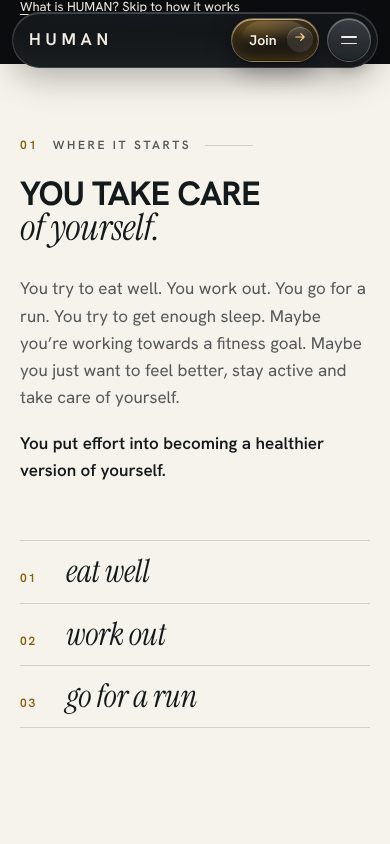 What is HUMAN? Skip to how it works
HUMAN
Join
01 WHERE IT STARTS
YOU TAKE CARE
of yourself.
You try to eat well. You work out. You go for a
run. You try to get enough sleep. Maybe
you’re working towards a fitness goal. Maybe
you just want to feel better, stay active and
take care of yourself.
You put effort into becoming a healthier
version of yourself.
01 eat well
02 work out
03 go for a run